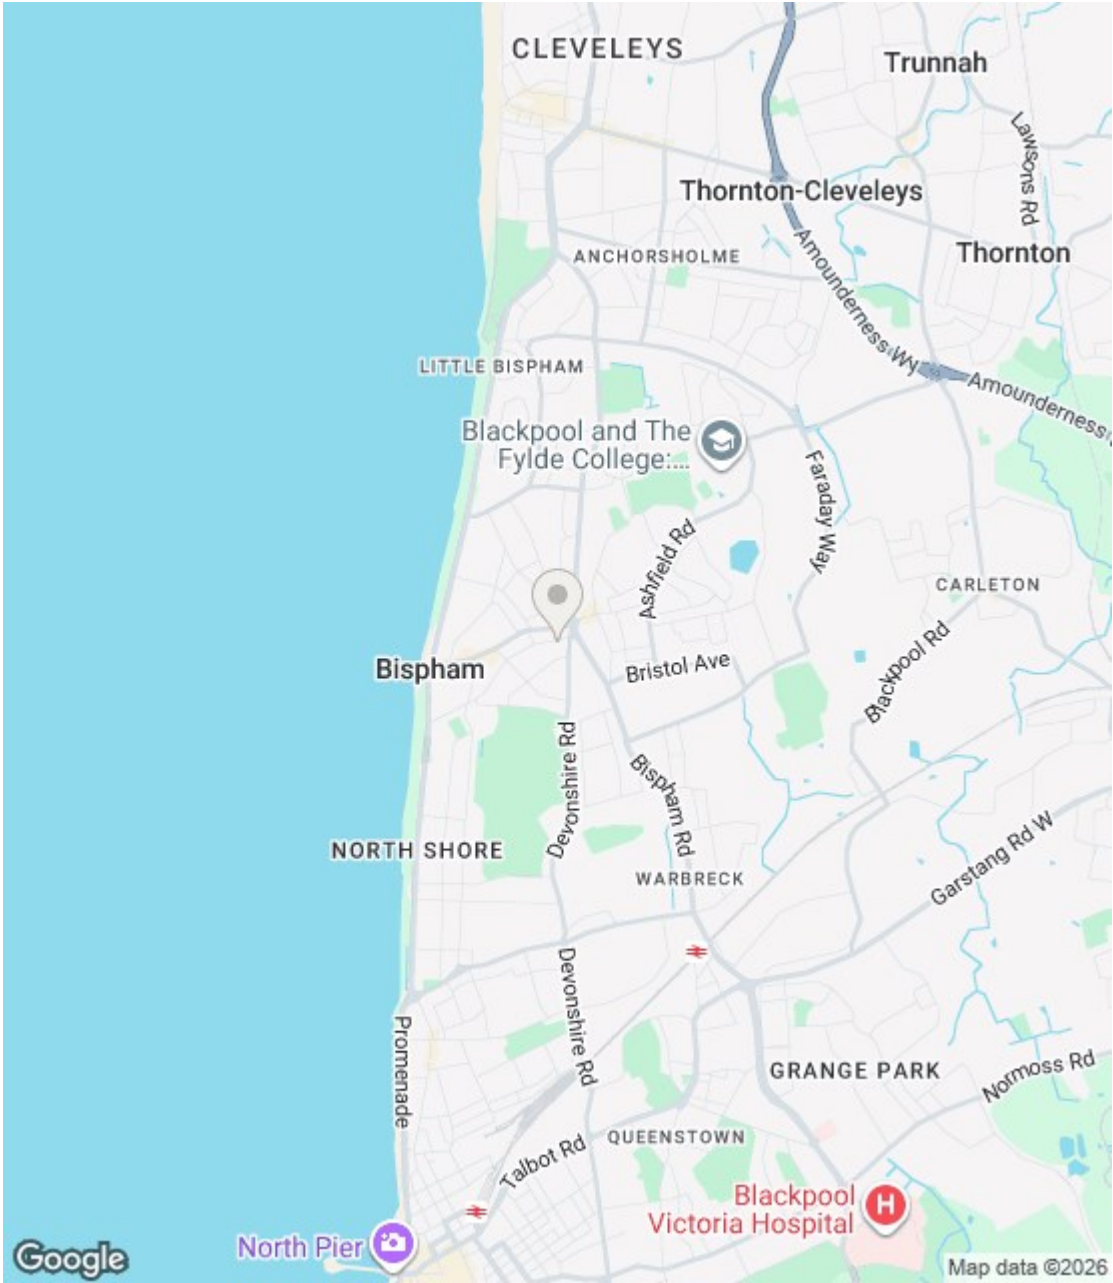 CLEVELEYS
Trunnah
Lawsons Rd
Thornton-Cleveleys
Thornton
ANCHORSHOLME
Amounderness Wy
LITTLE BISPHAM
Amounderness
Blackpool and The
Fylde College:...
Faraday Way
Ashfield Rd
CARLETON
Bispham
Bristol Ave
Blackpool Rd
Devonshire Rd
Bispham Rd
NORTH SHORE
WARBRECK
Garstang Rd W
Devonshire Rd
Promenade
GRANGE PARK
Normoss Rd
QUEENSTOWN
Talbot Rd
Blackpool
Victoria Hospital
H
North Pier
Google
Map data ©2026